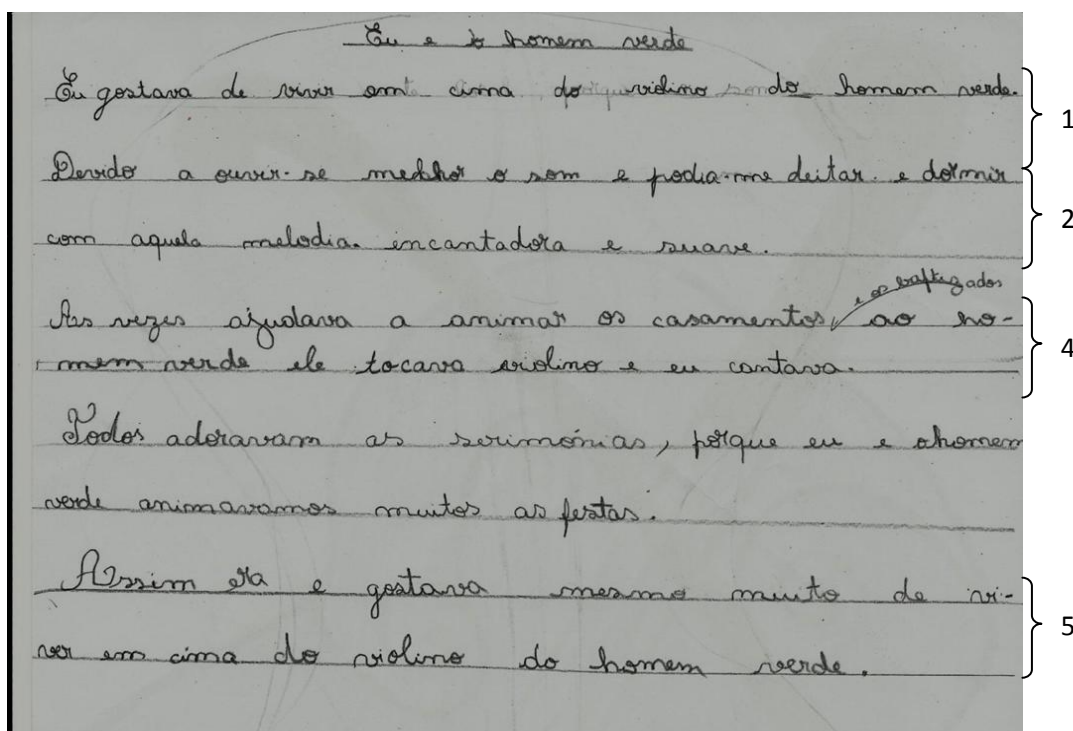 Eu e o homem verde
Eu gostava de viver em cima do violino do homem verde. 1
Devido a ouvir-se melhor o som e podia-me deitar e dormir
com aquela melodia encantadora e suave. 2
e os baptizados
As vezes ajudava a animar os casamentos, ao ho-
mem verde ele tocava violino e eu cantava. 4
Todos adoravam as serimónias, porque eu e o homem
verde animavamos muitos as festas.
Assim era e gostava mesmo muito de vi-
ver em cima do violino do homem verde. 5